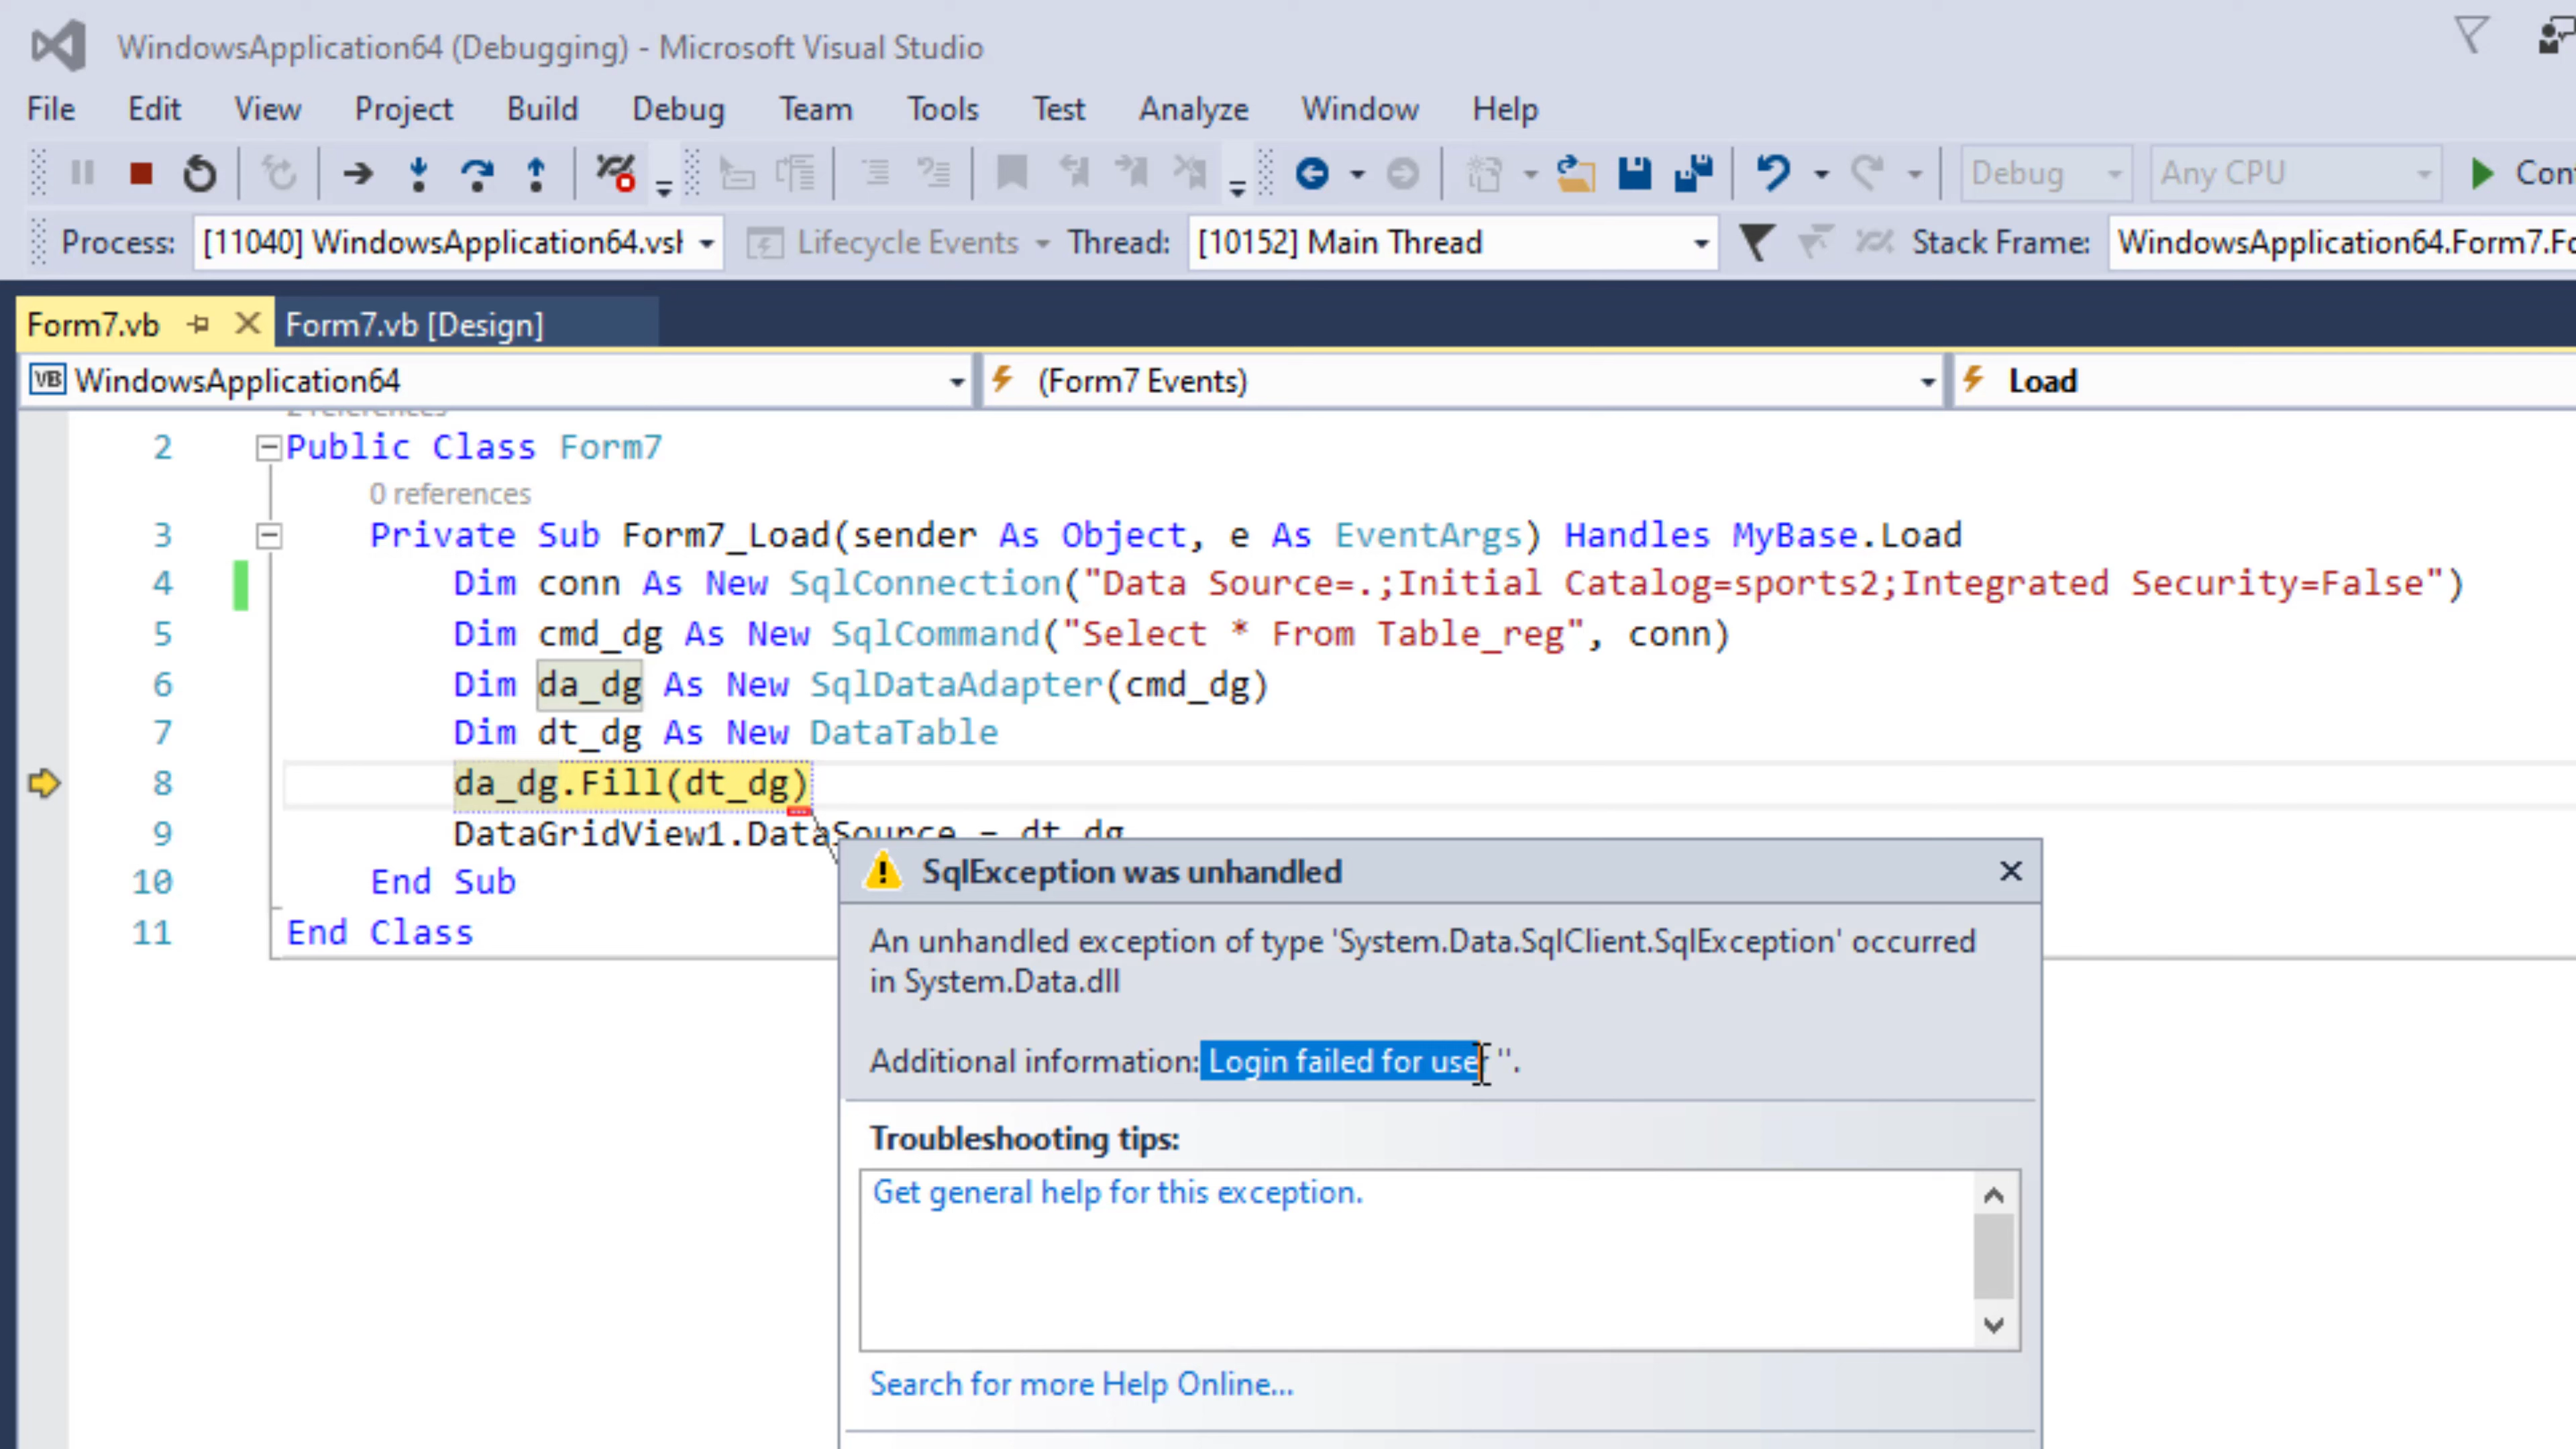 WindowsApplication64 (Debugging) - Microsoft Visual Studio
File Edit View Project Build Debug Team Tools Test Analyze Window Help
Debug Any CPU
Process: [11040] WindowsApplication64.vsh Lifecycle Events Thread: [10152] Main Thread Stack Frame: WindowsApplication64.Form7.Fo
Form7.vb Form7.vb [Design]
VB WindowsApplication64 (Form7 Events) Load
2 references
2 Public Class Form7
0 references
3 Private Sub Form7_Load(sender As Object, e As EventArgs) Handles MyBase.Load
4 Dim conn As New SqlConnection("Data Source=.;Initial Catalog=sports2;Integrated Security=False")
5 Dim cmd_dg As New SqlCommand("Select * From Table_reg", conn)
6 Dim da_dg As New SqlDataAdapter(cmd_dg)
7 Dim dt_dg As New DataTable
8 da_dg.Fill(dt_dg)
9 DataGridView1.DataSource = dt_dg
10 End Sub
11 End Class
SqlException was unhandled
An unhandled exception of type 'System.Data.SqlClient.SqlException' occurred
in System.Data.dll
Additional information: Login failed for user ''.
Troubleshooting tips:
Get general help for this exception.
Search for more Help Online...